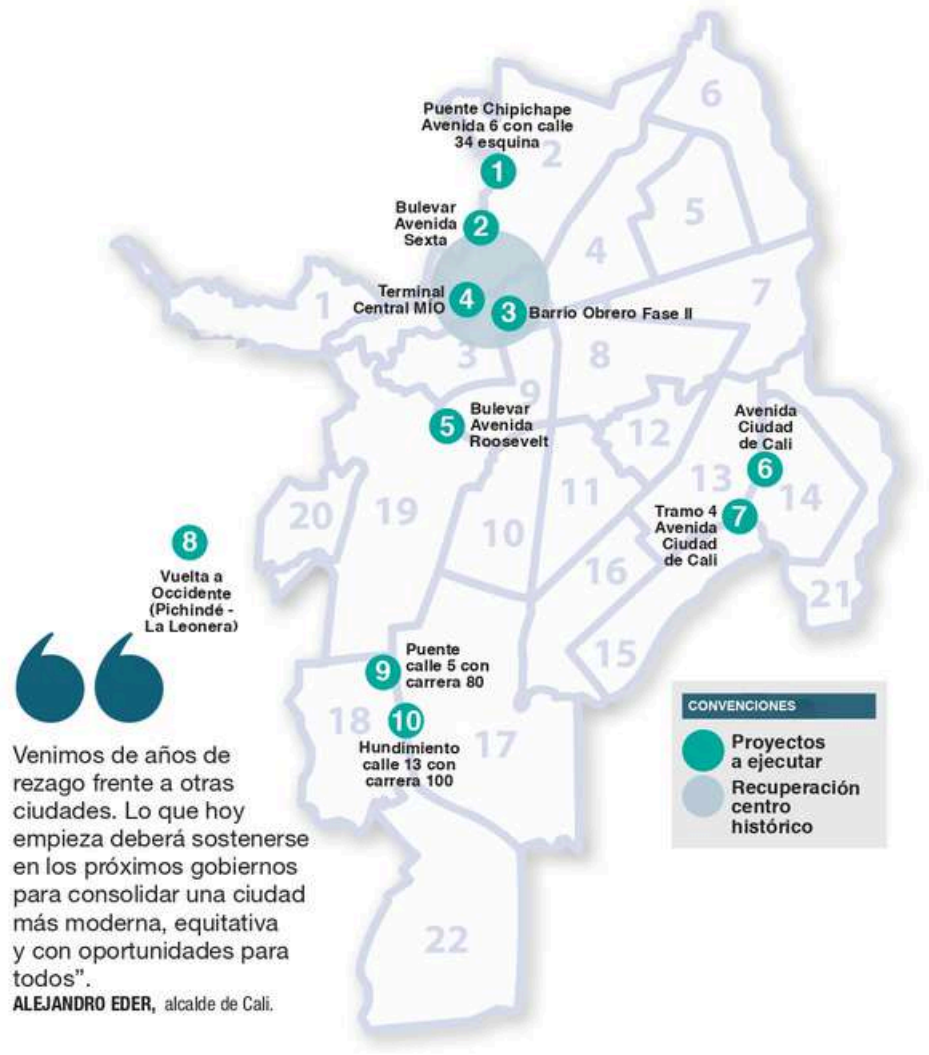 6
Puente Chipichape
Avenida 6 con calle
34 esquina
2
1
5
Bulevar
Avenida
Sexta
2
4
7
1
Terminal
Central MÍO
4
3
Barrio Obrero Fase II
3
8
9
5
Bulevar
Avenida
Roosevelt
12
Avenida
Ciudad
de Cali
6
13
14
11
20
19
10
Tramo 4
Avenida
Ciudad
de Cali
7
8
Vuelta a
Occidente
(Pichindé -
La Leonera)
16
21
15
9
Puente
calle 5 con
carrera 80
18
10
Hundimiento
calle 13 con
carrera 100
17
22
CONVENCIONES
Proyectos
a ejecutar
Recuperación
centro
histórico
“
Venimos de años de
rezago frente a otras
ciudades. Lo que hoy
empieza deberá sostenerse
en los próximos gobiernos
para consolidar una ciudad
más moderna, equitativa
y con oportunidades para
todos”.
ALEJANDRO EDER, alcalde de Cali.